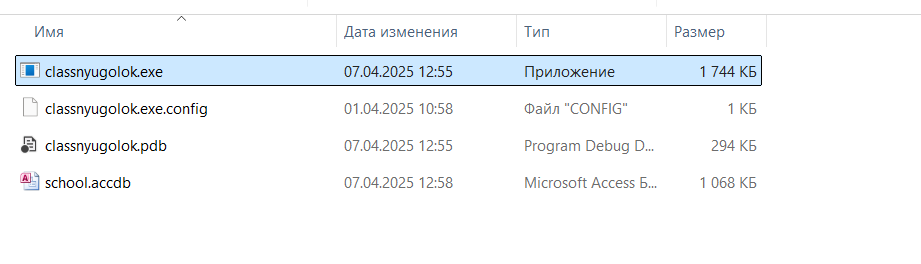 Имя Дата изменения Тип Размер
classnyugolok.exe 07.04.2025 12:55 Приложение 1 744 КБ
classnyugolok.exe.config 01.04.2025 10:58 Файл "CONFIG" 1 КБ
classnyugolok.pdb 07.04.2025 12:55 Program Debug D... 294 КБ
school.accdb 07.04.2025 12:58 Microsoft Access Б... 1 068 КБ